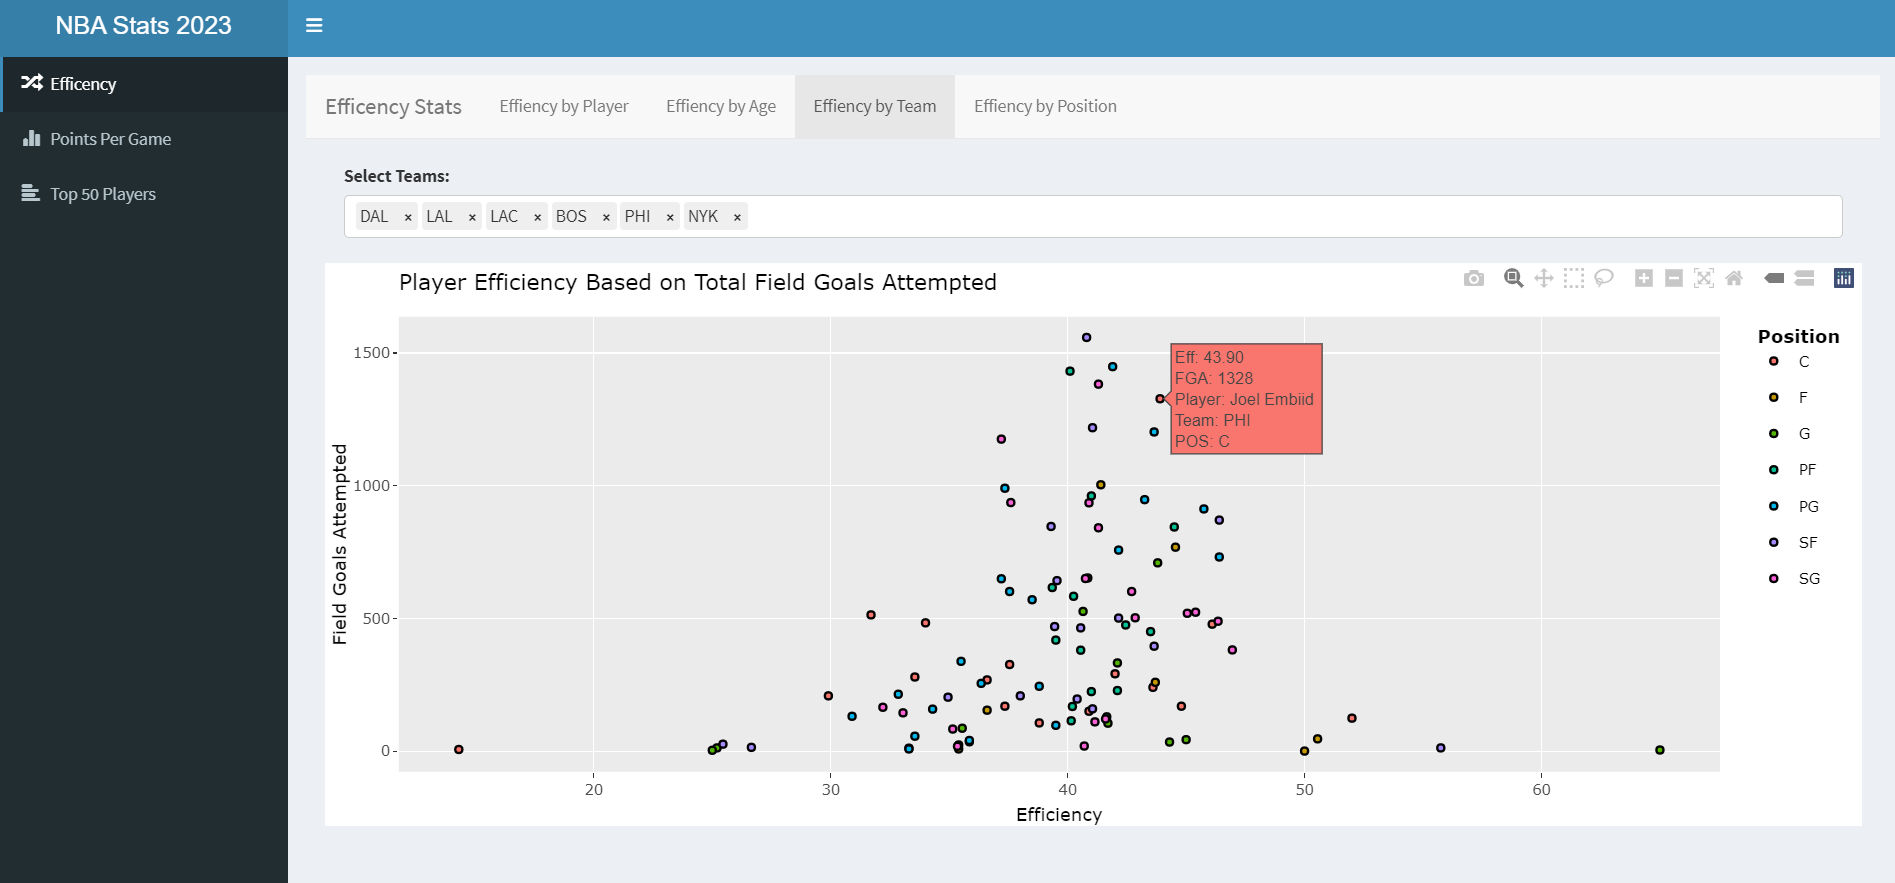 NBA Stats 2023
Efficency
Points Per Game
Top 50 Players
Efficency Stats
Effiency by Player
Effiency by Age
Effiency by Team
Effiency by Position
Select Teams:
DAL × LAL × LAC × BOS × PHI × NYK ×
Player Efficiency Based on Total Field Goals Attempted
Field Goals Attempted
1500
1000
500
0
20 30 40 50 60
Efficiency
Eff: 43.90
FGA: 1328
Player: Joel Embiid
Team: PHI
POS: C
Position
C
F
G
PF
PG
SF
SG